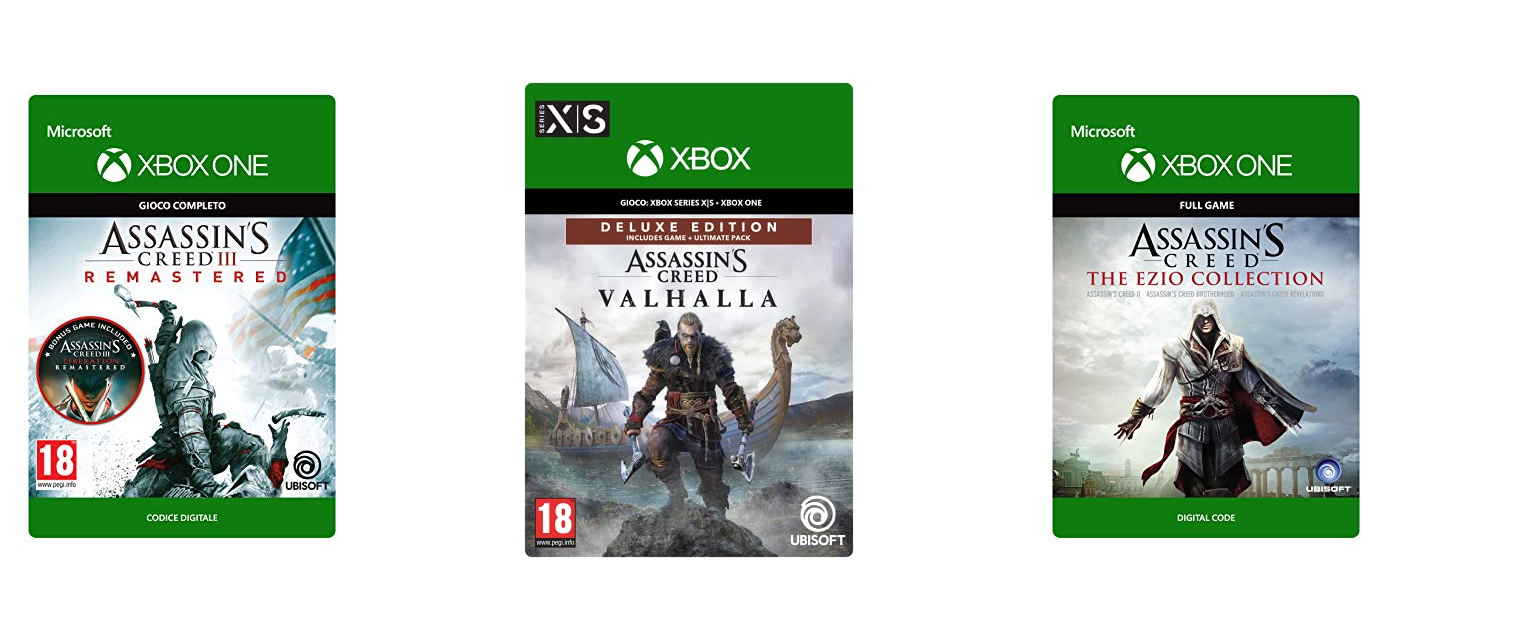 Microsoft
XBOX ONE
GIOCO COMPLETO
ASSASSIN'S
CREED III
REMASTERED
BONUS GAME INCLUDED
ASSASSIN'S
CREED III
LIBERATION
REMASTERED
18
www.pegi.info
UBISOFT
CODICE DIGITALE
SERIES X|S
XBOX
GIOCO: XBOX SERIES X|S • XBOX ONE
DELUXE EDITION
INCLUDES GAME + ULTIMATE PACK
ASSASSIN'S
CREED
VALHALLA
18
www.pegi.info
UBISOFT
Microsoft
XBOX ONE
FULL GAME
ASSASSIN'S
CREED
THE EZIO COLLECTION
ASSASSIN'S CREED II ASSASSIN'S CREED BROTHERHOOD ASSASSIN'S CREED REVELATIONS
UBISOFT
DIGITAL CODE